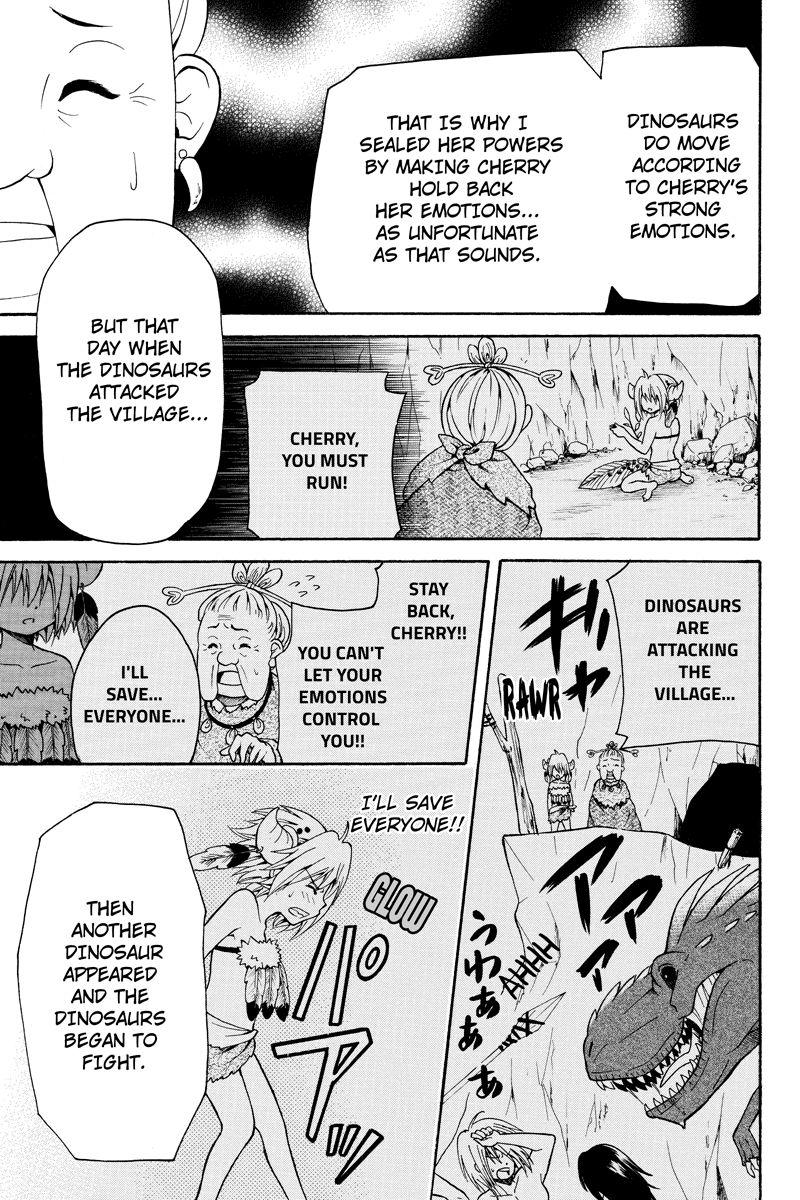 DINOSAURS
DO MOVE
ACCORDING
TO CHERRY'S
STRONG
EMOTIONS.
THAT IS WHY I
SEALED HER POWERS
BY MAKING CHERRY
HOLD BACK
HER EMOTIONS...
AS UNFORTUNATE
AS THAT SOUNDS.
BUT THAT
DAY WHEN
THE DINOSAURS
ATTACKED
THE VILLAGE...
CHERRY,
YOU MUST
RUN!
DINOSAURS
ARE
ATTACKING
THE
VILLAGE...
ギャアアア
RAWR
うわぁぁぁ
AHHH
STAY
BACK,
CHERRY!!
YOU CAN'T
LET YOUR
EMOTIONS
CONTROL
YOU!!
I'LL
SAVE...
EVERYONE...
I'LL SAVE
EVERYONE!!
GLOW
パアッ
THEN
ANOTHER
DINOSAUR
APPEARED
AND THE
DINOSAURS
BEGAN TO
FIGHT.